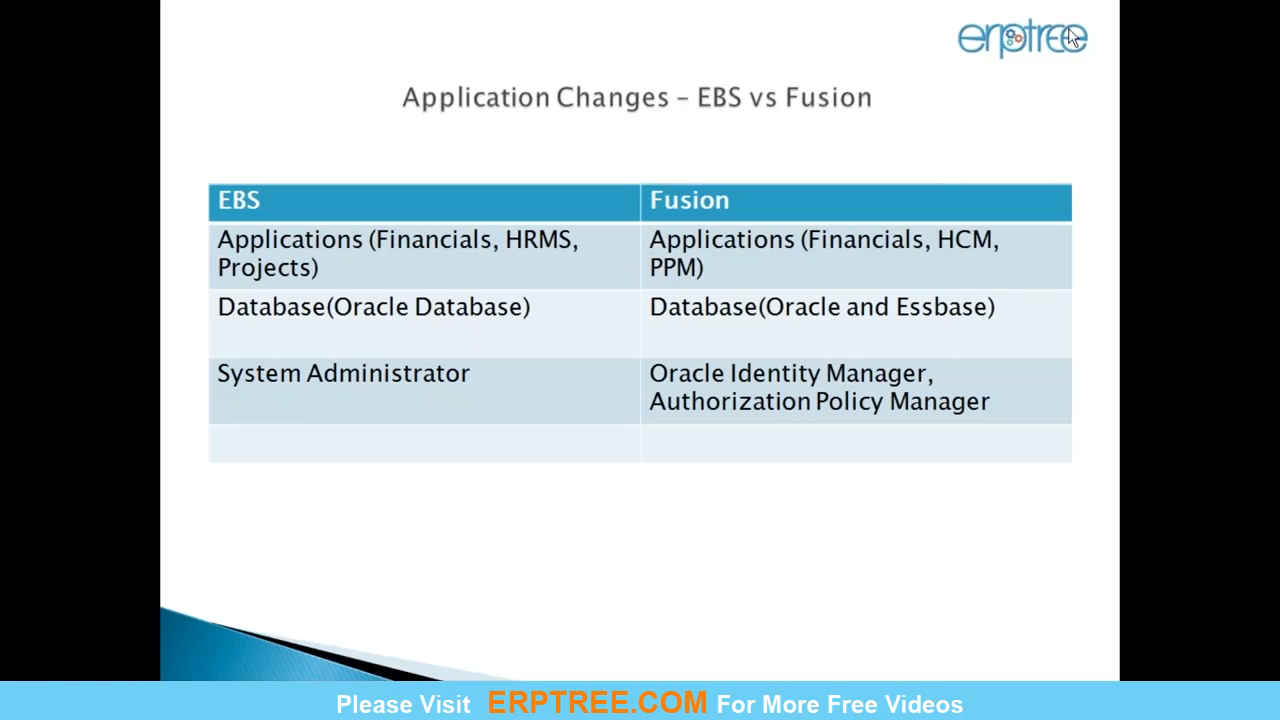 erptree
Application Changes – EBS vs Fusion
EBS
Fusion
Applications (Financials, HRMS,
Projects)
Applications (Financials, HCM,
PPM)
Database(Oracle Database)
Database(Oracle and Essbase)
System Administrator
Oracle Identity Manager,
Authorization Policy Manager
Please Visit ERPTREE.COM For More Free Videos